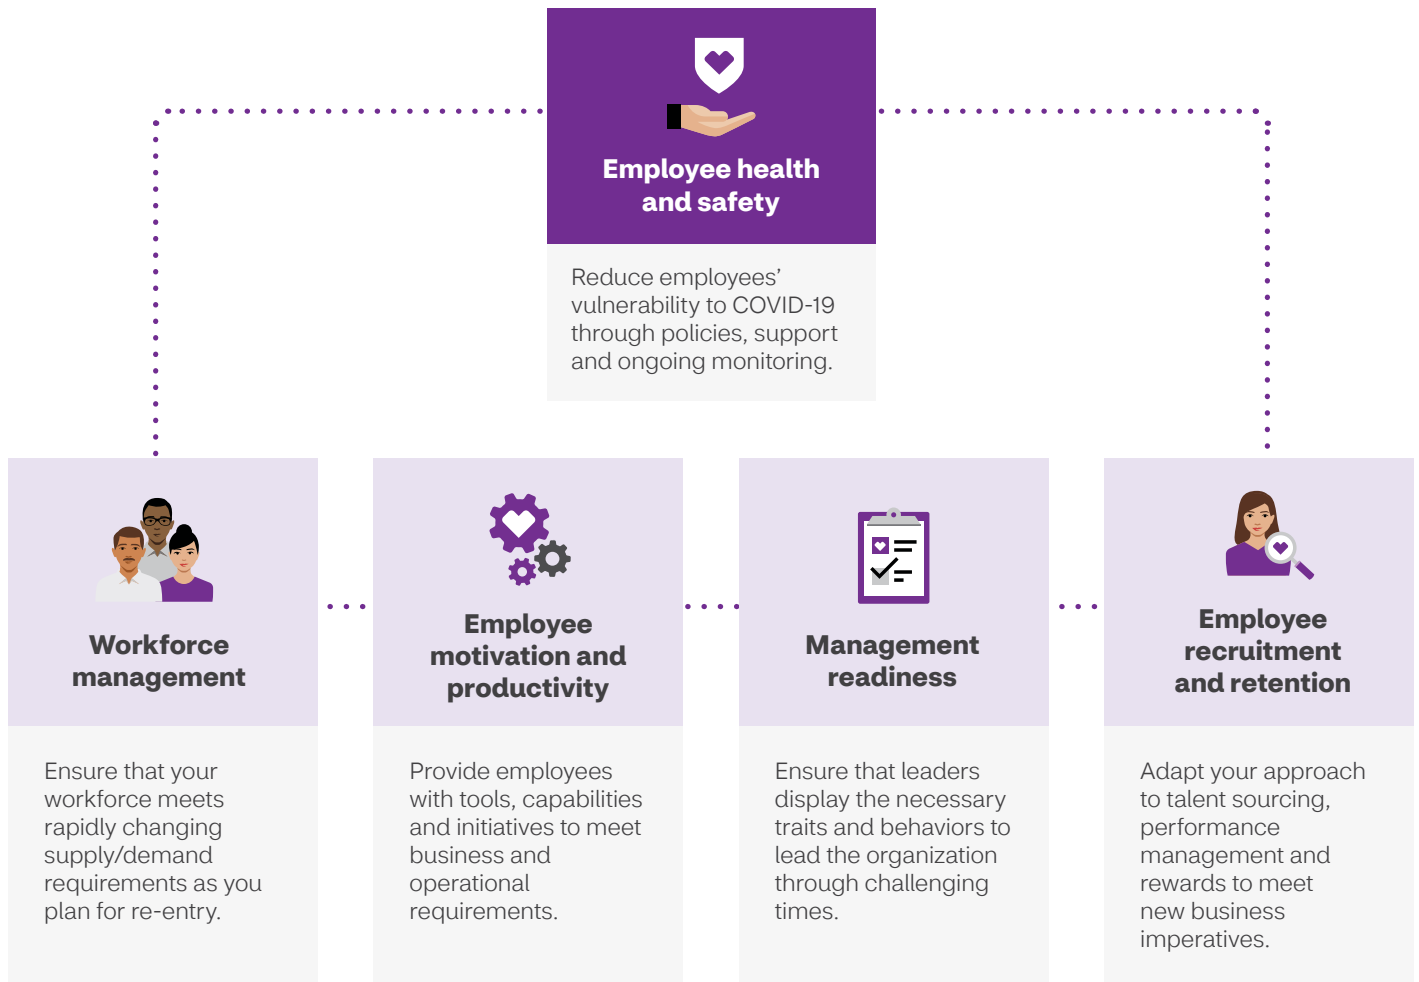 Employee health
and safety
Reduce employees’
vulnerability to COVID-19
through policies, support
and ongoing monitoring.
Workforce
management
Ensure that your
workforce meets
rapidly changing
supply/demand
requirements as you
plan for re-entry.
Employee
motivation and
productivity
Provide employees
with tools, capabilities
and initiatives to meet
business and
operational
requirements.
Management
readiness
Ensure that leaders
display the necessary
traits and behaviors to
lead the organization
through challenging
times.
Employee
recruitment
and retention
Adapt your approach
to talent sourcing,
performance
management and
rewards to meet
new business
imperatives.